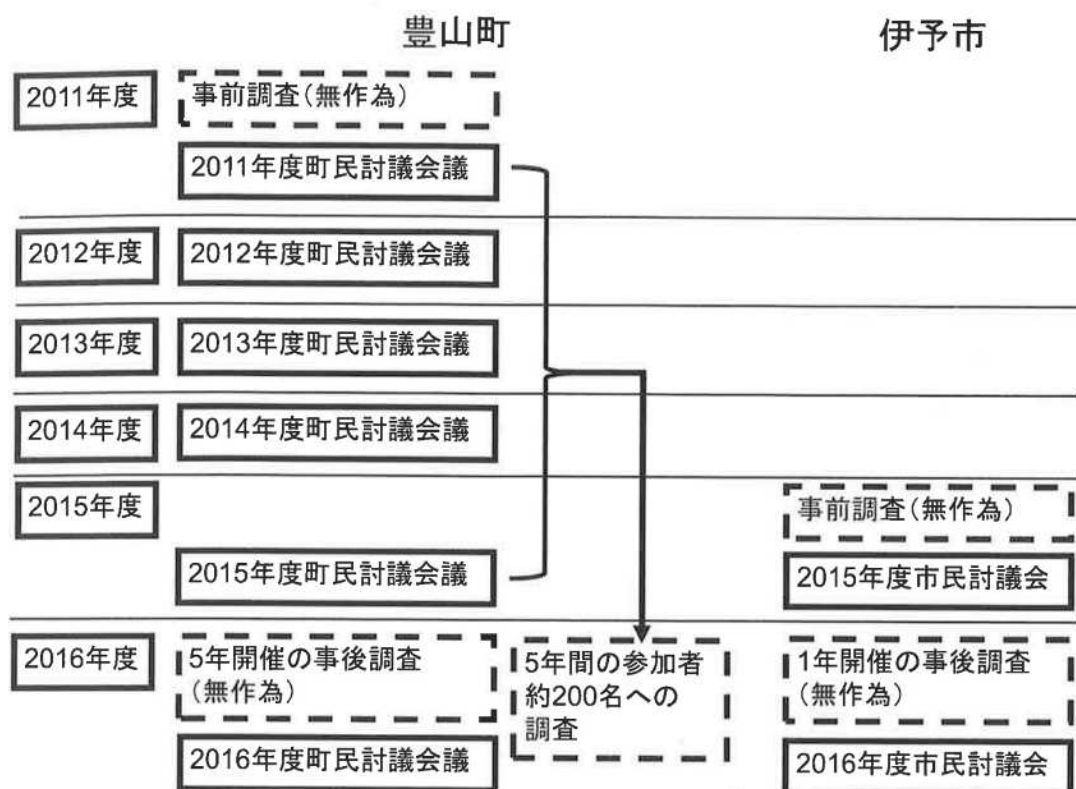 豊山町
伊予市
2011年度
事前調査(無作為)
2011年度町民討議会議
2012年度
2012年度町民討議会議
2013年度
2013年度町民討議会議
2014年度
2014年度町民討議会議
2015年度
事前調査(無作為)
2015年度町民討議会議
2015年度市民討議会
2016年度
5年開催の事後調査
(無作為)
5年間の参加者
約200名への
調査
1年開催の事後調査
(無作為)
2016年度町民討議会議
2016年度市民討議会